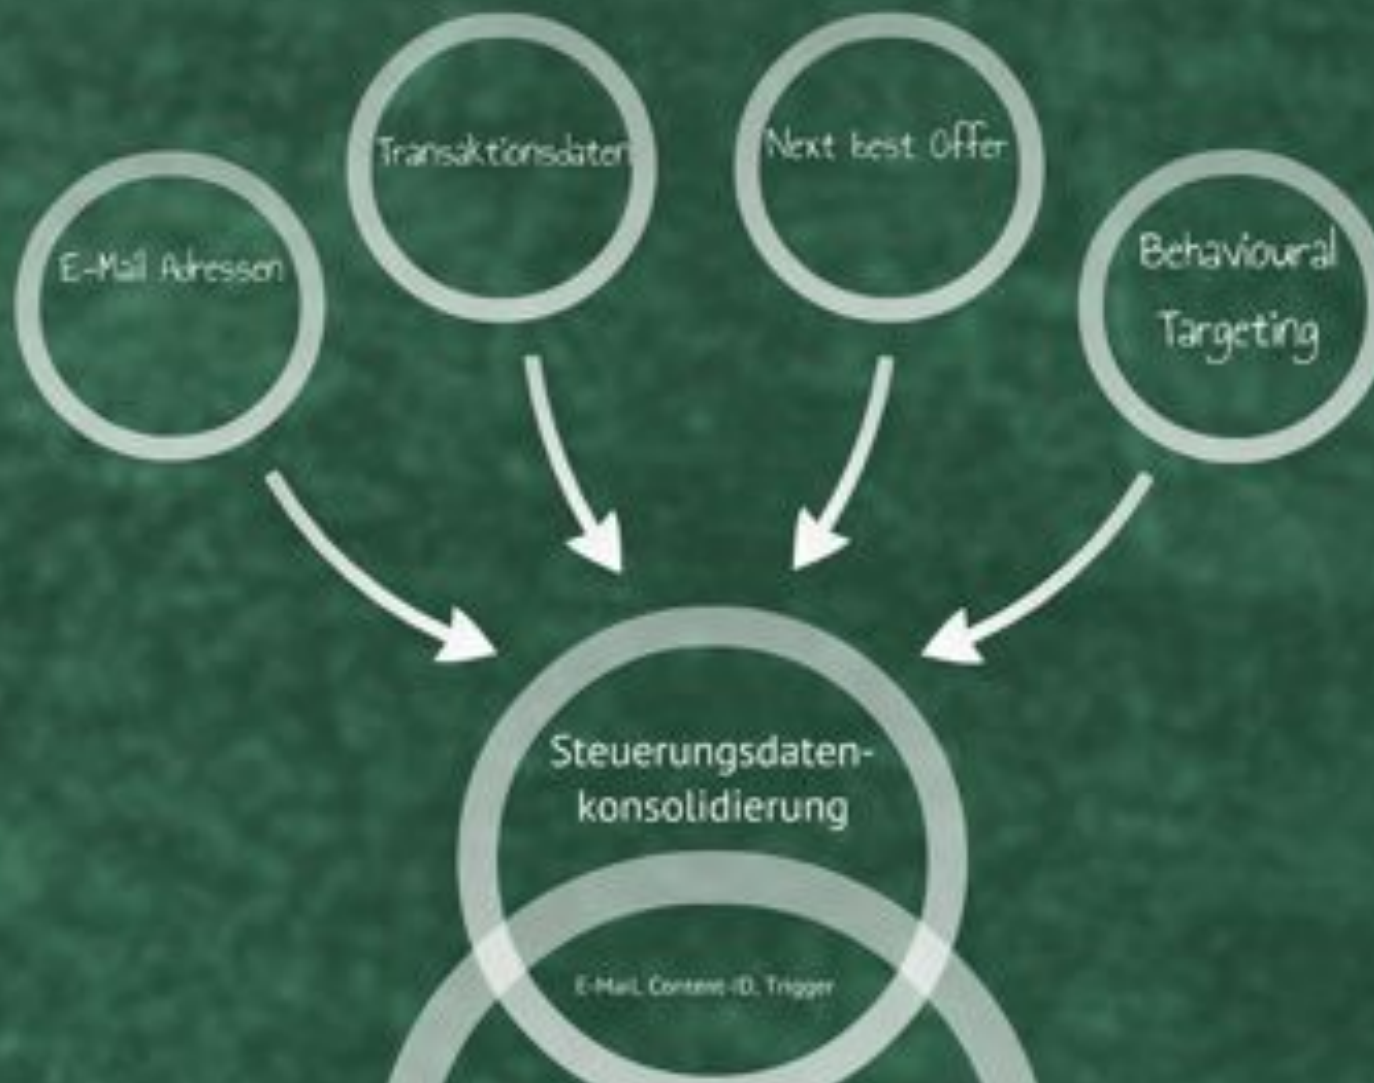 Transaktionsdaten
Next best Offer
E-Mail Adressen
Behavioural
Targeting
Steuerungsdaten-
konsolidierung
E-Mail, Content-ID, Trigger